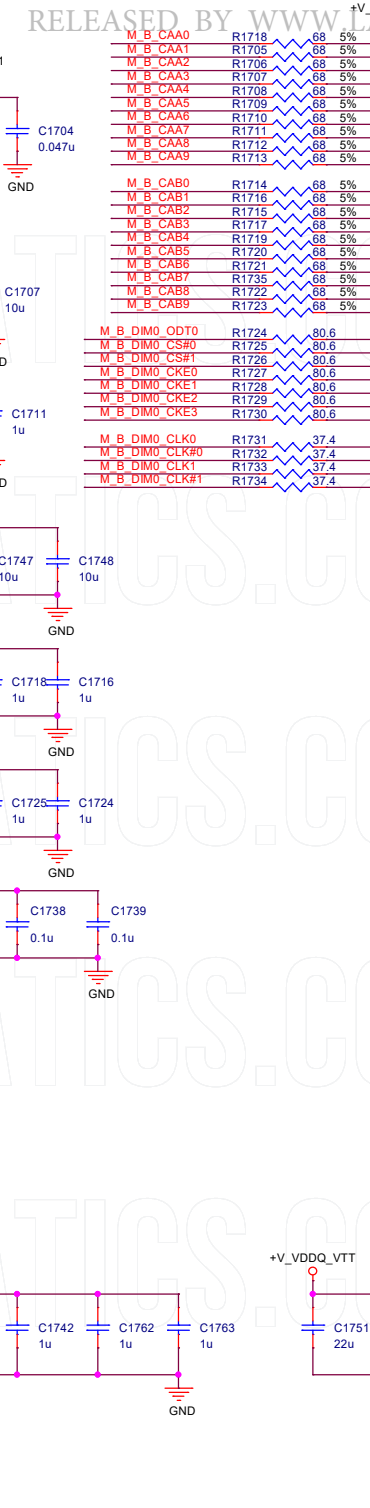 RELEASED BY WWW.LA
+V_
M_B_CAA0 R1718 68 5%
M_B_CAA1 R1705 68 5%
M_B_CAA2 R1706 68 5%
M_B_CAA3 R1707 68 5%
M_B_CAA4 R1708 68 5%
M_B_CAA5 R1709 68 5%
M_B_CAA6 R1710 68 5%
M_B_CAA7 R1711 68 5%
M_B_CAA8 R1712 68 5%
M_B_CAA9 R1713 68 5%
C1704
0.047u
GND
M_B_CAB0 R1714 68 5%
M_B_CAB1 R1716 68 5%
M_B_CAB2 R1715 68 5%
M_B_CAB3 R1717 68 5%
M_B_CAB4 R1719 68 5%
M_B_CAB5 R1720 68 5%
M_B_CAB6 R1721 68 5%
M_B_CAB7 R1735 68 5%
M_B_CAB8 R1722 68 5%
M_B_CAB9 R1723 68 5%
C1707
10u
D
M_B_DIM0_ODT0 R1724 80.6
M_B_DIM0_CS#0 R1725 80.6
M_B_DIM0_CS#1 R1726 80.6
M_B_DIM0_CKE0 R1727 80.6
M_B_DIM0_CKE1 R1728 80.6
M_B_DIM0_CKE2 R1729 80.6
M_B_DIM0_CKE3 R1730 80.6
C1711
1u
D
M_B_DIM0_CLK0 R1731 37.4
M_B_DIM0_CLK#0 R1732 37.4
M_B_DIM0_CLK1 R1733 37.4
M_B_DIM0_CLK#1 R1734 37.4
C1747 C1748
10u 10u
GND
C1718 C1716
1u 1u
GND
C1725 C1724
1u 1u
GND
C1738 C1739
0.1u 0.1u
GND
+V_VDDQ_VTT
C1742 C1762 C1763 C1751
1u 1u 1u 22u
GND